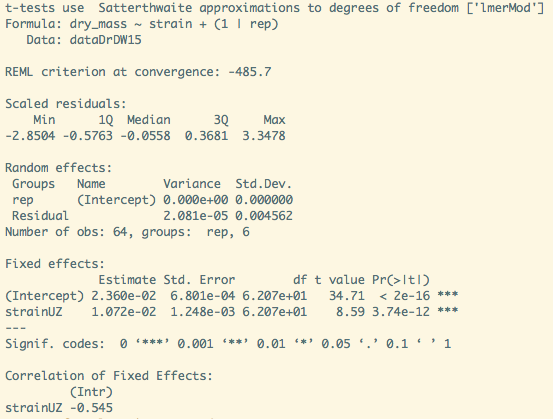 t-tests use  Satterthwaite approximations to degrees of freedom ['lmerMod']
Formula: dry_mass ~ strain + (1 | rep)
   Data: dataDrDW15

REML criterion at convergence: -485.7

Scaled residuals:
    Min      1Q  Median      3Q     Max
-2.8504 -0.5763 -0.0558  0.3681  3.3478

Random effects:
 Groups   Name        Variance  Std.Dev.
 rep      (Intercept) 0.000e+00 0.000000
 Residual             2.081e-05 0.004562
Number of obs: 64, groups:  rep, 6

Fixed effects:
             Estimate Std. Error        df t value Pr(>|t|)
(Intercept) 2.360e-02  6.801e-04 6.207e+01   34.71  < 2e-16 ***
strainUZ    1.072e-02  1.248e-03 6.207e+01    8.59 3.74e-12 ***
---
Signif. codes:  0 ‘***’ 0.001 ‘**’ 0.01 ‘*’ 0.05 ‘.’ 0.1 ‘ ’ 1

Correlation of Fixed Effects:
         (Intr)
strainUZ -0.545